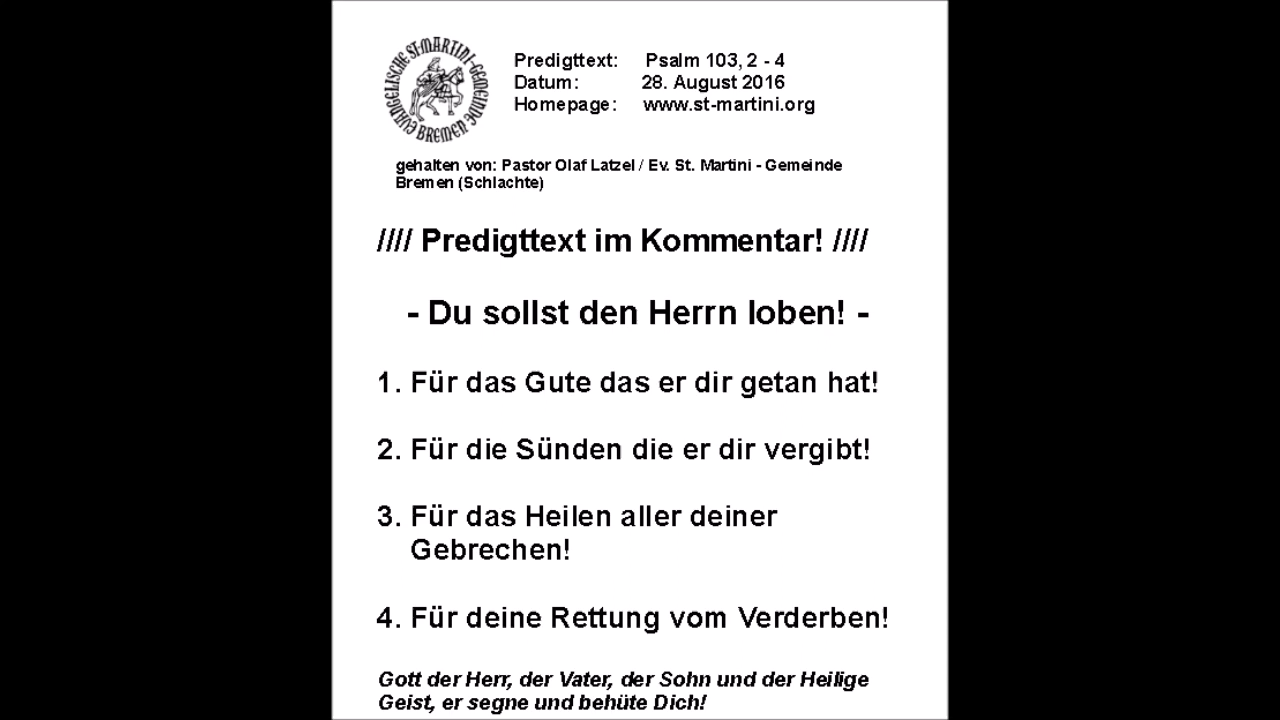 EVANGELISCHE ST-MARTINI-GEMEINDE BREMEN
Predigttext: Psalm 103, 2 - 4
Datum: 28. August 2016
Homepage: www.st-martini.org
gehalten von: Pastor Olaf Latzel / Ev. St. Martini - Gemeinde
Bremen (Schlachte)
//// Predigttext im Kommentar! ////
- Du sollst den Herrn loben! -
1. Für das Gute das er dir getan hat!
2. Für die Sünden die er dir vergibt!
3. Für das Heilen aller deiner
Gebrechen!
4. Für deine Rettung vom Verderben!
Gott der Herr, der Vater, der Sohn und der Heilige
Geist, er segne und behüte Dich!